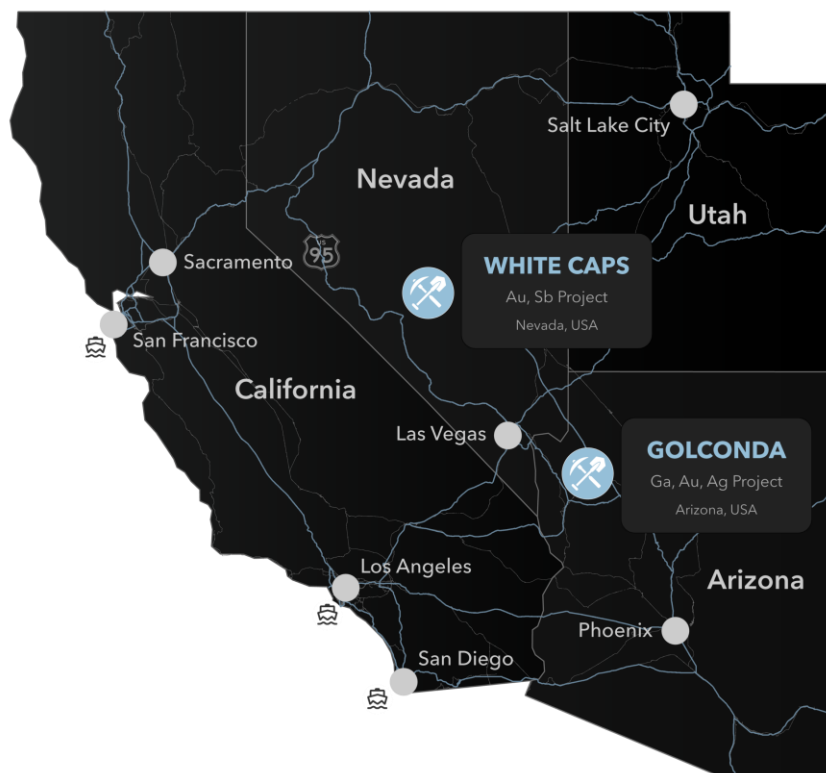 Salt Lake City
Nevada
Utah
US
95
Sacramento
WHITE CAPS
Au, Sb Project
Nevada, USA
San Francisco
California
Las Vegas
GOLCONDA
Ga, Au, Ag Project
Arizona, USA
Los Angeles
Arizona
Phoenix
San Diego